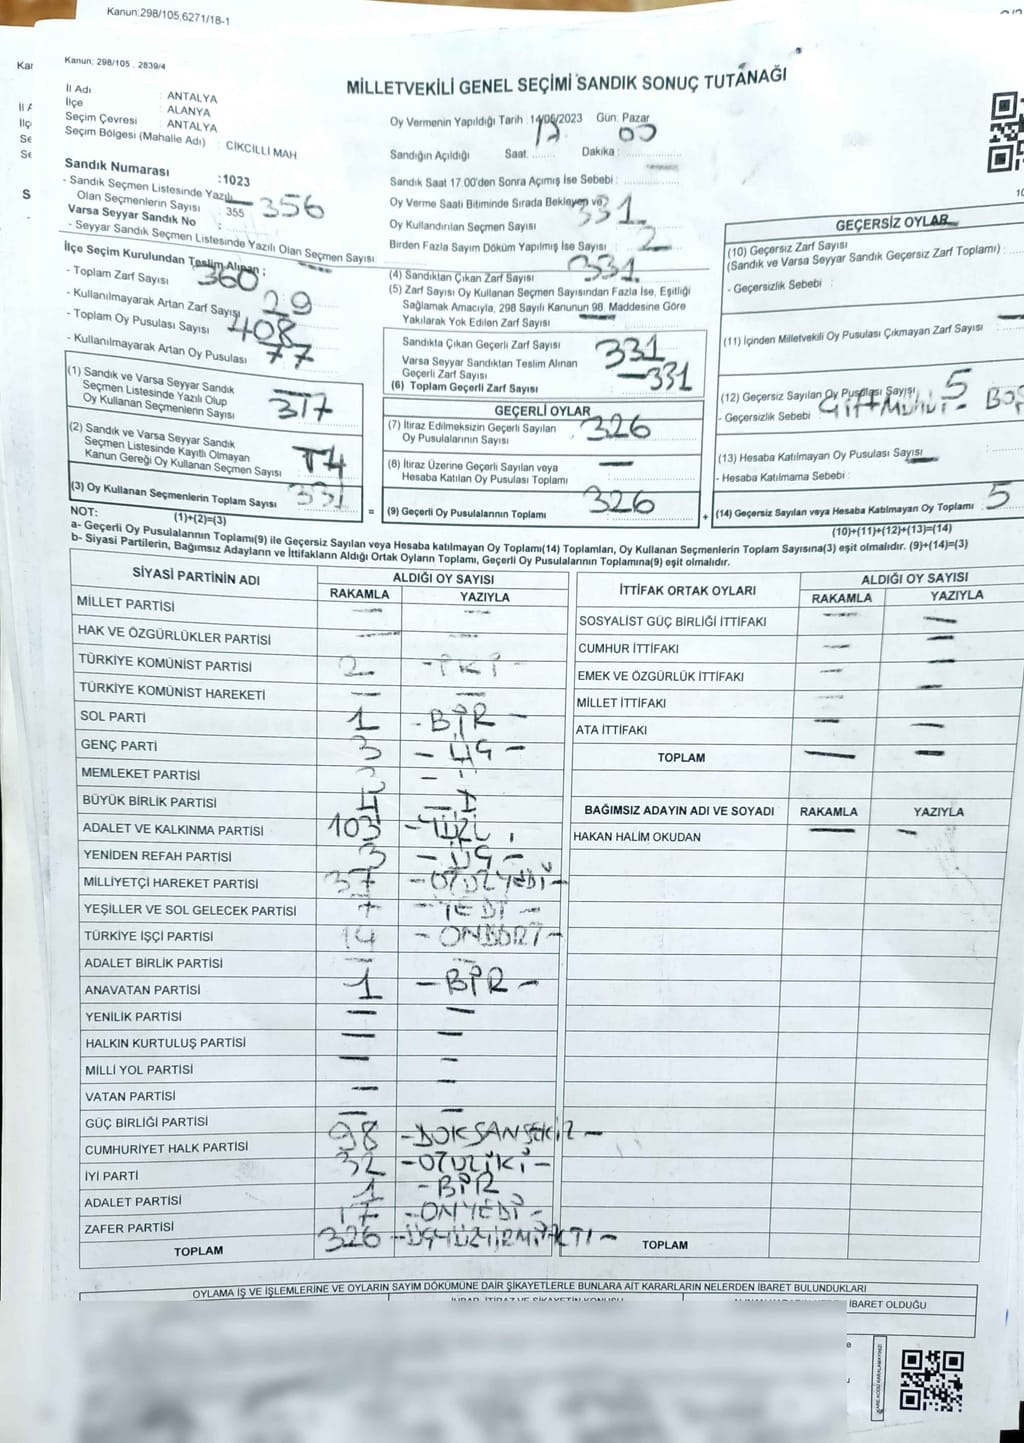 Kanun:298/105,6271/18-1
Kanun: 298/105 , 2839/4
MİLLETVEKİLİ GENEL SEÇİMİ SANDIK SONUÇ TUTANAĞI
İl Adı : ANTALYA
İlçe : ALANYA
Seçim Çevresi : ANTALYA
Seçim Bölgesi (Mahalle Adı) : CİKCİLLİ MAH.
Sandık Numarası :1023
- Sandık Seçmen Listesinde Yazılı Olan Seçmenlerin Sayısı : 355 356
Varsa Seyyar Sandık No :
- Seyyar Sandık Seçmen Listesinde Yazılı Olan Seçmen Sayısı
İlçe Seçim Kurulundan Teslim Alınan :
- Toplam Zarf Sayısı 360
- Kullanılmayarak Artan Zarf Sayısı 29
- Toplam Oy Pusulası Sayısı 408
- Kullanılmayarak Artan Oy Pusulası 77
(1) Sandık ve Varsa Seyyar Sandık Seçmen Listesinde Yazılı Olup Oy Kullanan Seçmenlerin Sayısı 317
(2) Sandık ve Varsa Seyyar Sandık Seçmen Listesinde Kayıtlı Olmayan Kanun Gereği Oy Kullanan Seçmen Sayısı 14
(3) Oy Kullanan Seçmenlerin Toplam Sayısı 331
(1)+(2)=(3)
Oy Vermenin Yapıldığı Tarih :14/05/2023 Gün: Pazar
Sandığın Açıldığı Saat: 17 Dakika : 00
Sandık Saat 17.00'den Sonra Açımış İse Sebebi :
Oy Verme Saati Bitiminde Sırada Bekleyen ve Oy Kullandırılan Seçmen Sayısı 331
Birden Fazla Sayım Döküm Yapılmış İse Sayısı : 2
(4) Sandıktan Çıkan Zarf Sayısı 331
(5) Zarf Sayısı Oy Kullanan Seçmen Sayısından Fazla İse, Eşitliği Sağlamak Amacıyla, 298 Sayılı Kanunun 98. Maddesine Göre Yakılarak Yok Edilen Zarf Sayısı
Sandıkta Çıkan Geçerli Zarf Sayısı 331
Varsa Seyyar Sandıktan Teslim Alınan Geçerli Zarf Sayısı
(6) Toplam Geçerli Zarf Sayısı 331
GEÇERLİ OYLAR
(7) İtiraz Edilmeksizin Geçerli Sayılan Oy Pusulalarının Sayısı 326
(8) İtiraz Üzerine Geçerli Sayılan veya Hesaba Katılan Oy Pusulası Toplamı
= (9) Geçerli Oy Pusulalarının Toplamı 326
GEÇERSİZ OYLAR
(10) Geçersiz Zarf Sayısı
(Sandık ve Varsa Seyyar Sandık Geçersiz Zarf Toplamı) :
- Geçersizlik Sebebi :
(11) İçinden Milletvekili Oy Pusulası Çıkmayan Zarf Sayısı
(12) Geçersiz Sayılan Oy Pusulası Sayısı 5
- Geçersizlik Sebebi
(13) Hesaba Katılmayan Oy Pusulası Sayısı
- Hesaba Katılmama Sebebi :
+ (14) Geçersiz Sayılan veya Hesaba Katılmayan Oy Toplamı : 5
(10)+(11)+(12)+(13)=(14)
NOT:
a- Geçerli Oy Pusulalarının Toplamı(9) ile Geçersiz Sayılan veya Hesaba katılmayan Oy Toplamı(14) Toplamları, Oy Kullanan Seçmenlerin Toplam Sayısına(3) eşit olmalıdır. (9)+(14)=(3)
b- Siyasi Partilerin, Bağımsız Adayların ve İttifakların Aldığı Ortak Oyların Toplamı, Geçerli Oy Pusulalarının Toplamına(9) eşit olmalıdır.
SİYASİ PARTİNİN ADI ALDIĞI OY SAYISI
RAKAMLA YAZIYLA
MİLLET PARTİSİ
HAK VE ÖZGÜRLÜKLER PARTİSİ
TÜRKİYE KOMÜNİST PARTİSİ 2
TÜRKİYE KOMÜNİST HAREKETİ
SOL PARTİ 1 - BİR -
GENÇ PARTİ 3
MEMLEKET PARTİSİ
BÜYÜK BİRLİK PARTİSİ 4
ADALET VE KALKINMA PARTİSİ 103
YENİDEN REFAH PARTİSİ 3 - ÜÇ -
MİLLİYETÇİ HAREKET PARTİSİ 37 - OTUZYEDİ -
YEŞİLLER VE SOL GELECEK PARTİSİ 7 - YEDİ -
TÜRKİYE İŞÇİ PARTİSİ 14 - ONDÖRT -
ADALET BİRLİK PARTİSİ
ANAVATAN PARTİSİ 1 - BİR -
YENİLİK PARTİSİ
HALKIN KURTULUŞ PARTİSİ
MİLLİ YOL PARTİSİ
VATAN PARTİSİ
GÜÇ BİRLİĞİ PARTİSİ
CUMHURİYET HALK PARTİSİ 98 - DOKSANSEKİZ -
İYİ PARTİ 32 - OTUZİKİ -
ADALET PARTİSİ 1 - BİR
ZAFER PARTİSİ 17 - ONYEDİ -
TOPLAM 326 - ÜÇYÜZYİRMİALTI -
İTTİFAK ORTAK OYLARI ALDIĞI OY SAYISI
RAKAMLA YAZIYLA
SOSYALİST GÜÇ BİRLİĞİ İTTİFAKI
CUMHUR İTTİFAKI
EMEK VE ÖZGÜRLÜK İTTİFAKI
MİLLET İTTİFAKI
ATA İTTİFAKI
TOPLAM
BAĞIMSIZ ADAYIN ADI VE SOYADI RAKAMLA YAZIYLA
HAKAN HALİM OKUDAN
TOPLAM
OYLAMA İŞ VE İŞLEMLERİNE VE OYLARIN SAYIM DÖKÜMÜNE DAİR ŞİKAYETLERLE BUNLARA AİT KARARLARIN NELERDEN İBARET BULUNDUKLARI
İBARET OLDUĞU